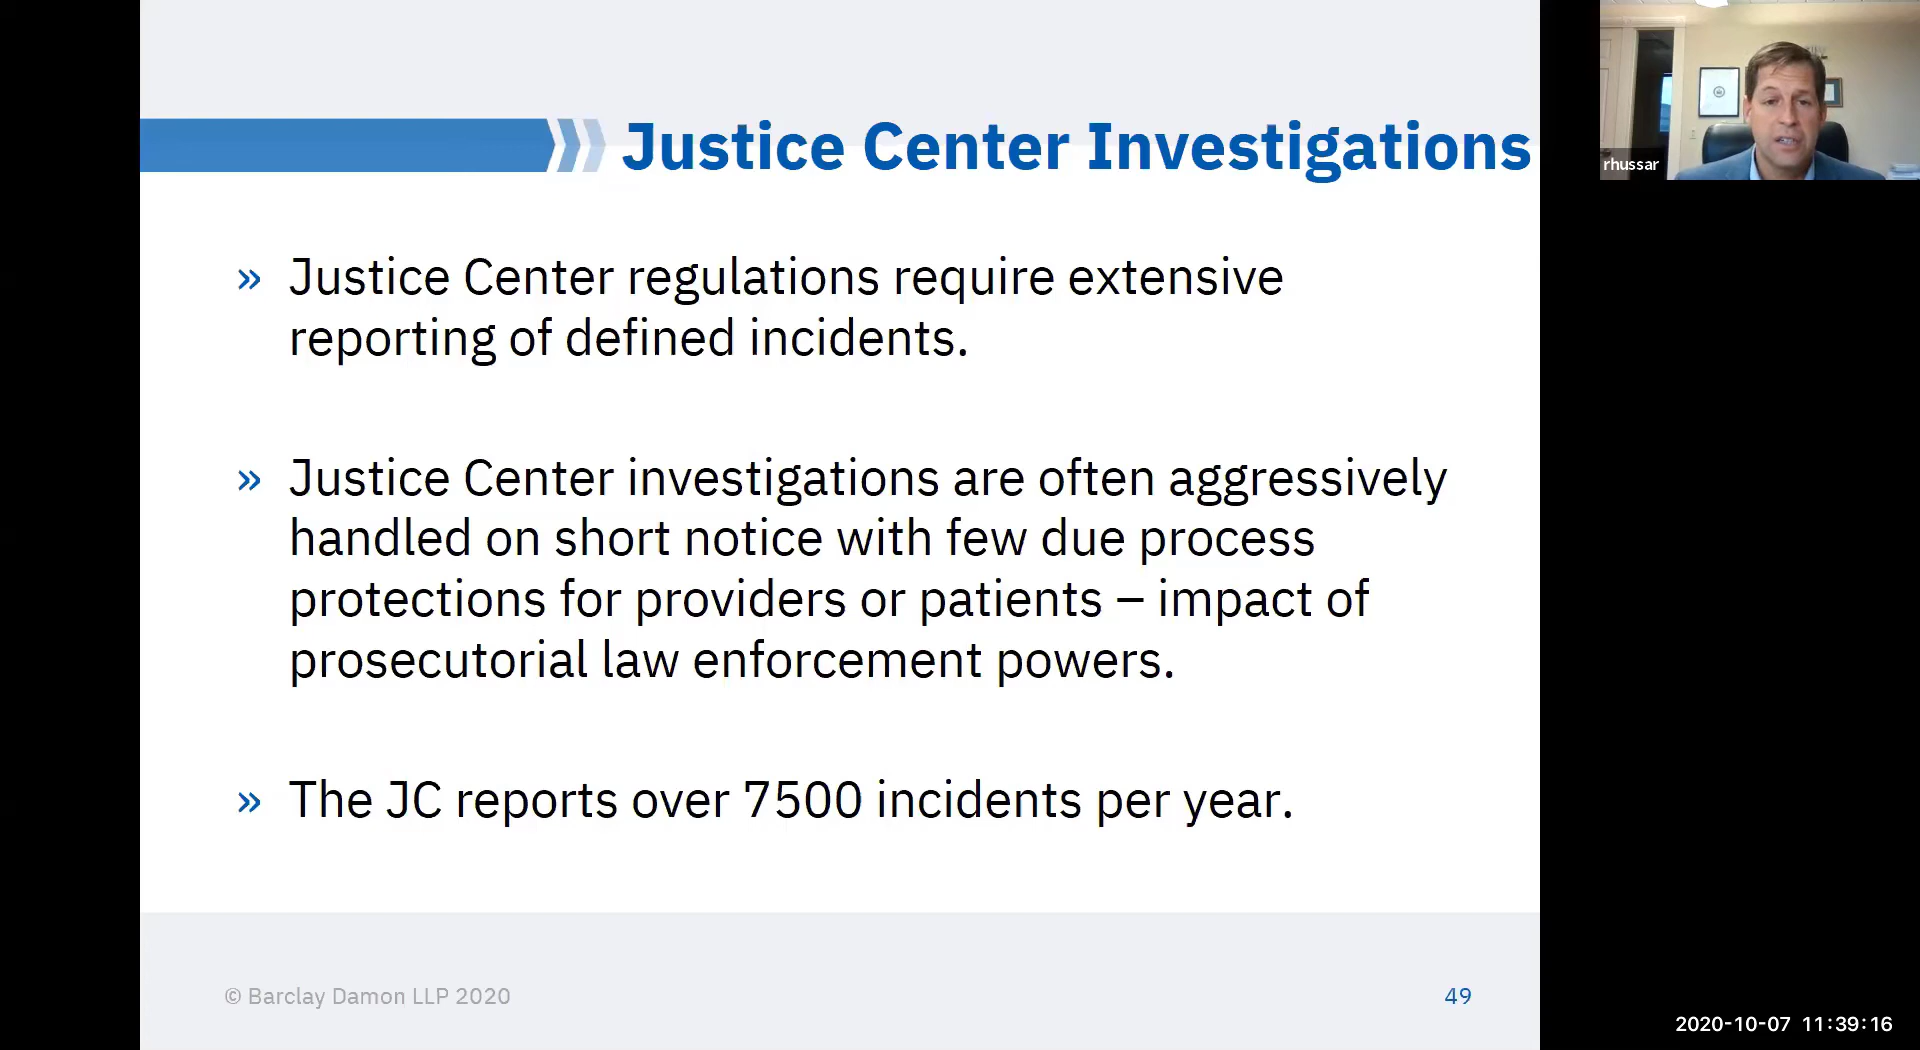 Justice Center Investigations
» Justice Center regulations require extensive
reporting of defined incidents.
» Justice Center investigations are often aggressively
handled on short notice with few due process
protections for providers or patients – impact of
prosecutorial law enforcement powers.
» The JC reports over 7500 incidents per year.
© Barclay Damon LLP 2020
49
rhussar
2020-10-07 11:39:16